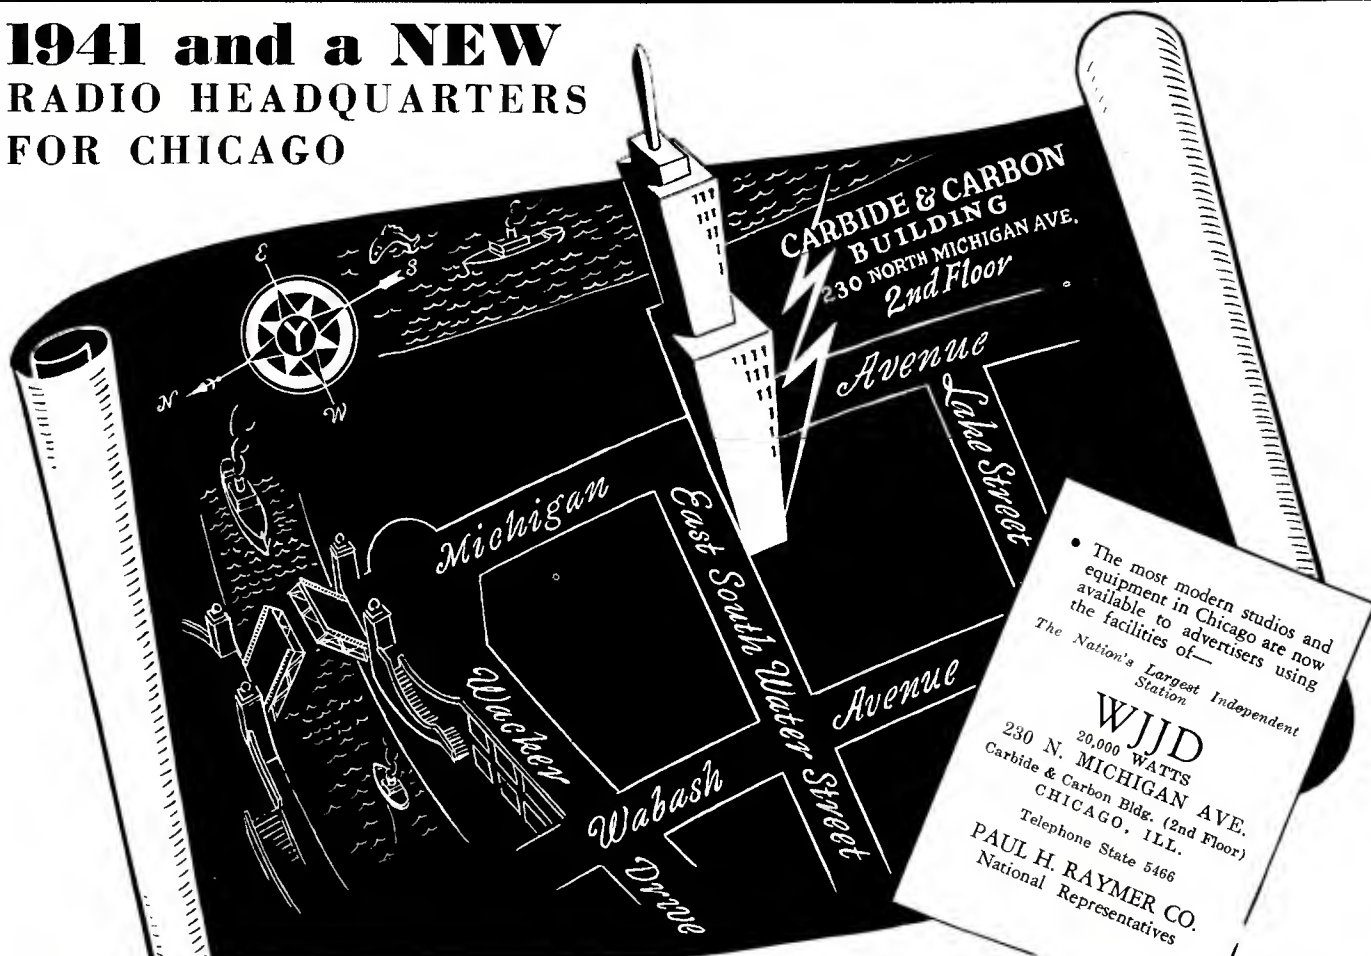 1941 and a NEW
RADIO HEADQUARTERS
FOR CHICAGO
CARBIDE & CARBON
BUILDING
230 NORTH MICHIGAN AVE.
2nd Floor
E
S
Y
N
W
Michigan
Avenue
Lake Street
East South Water Street
Wacker
Drive
Wabash
Avenue
• The most modern studios and
equipment in Chicago are now
available to advertisers using
the facilities of—
The Nation's Largest Independent
Station
WJJD
20,000 WATTS
230 N. MICHIGAN AVE.
Carbide & Carbon Bldg. (2nd Floor)
CHICAGO, ILL.
Telephone State 5466
PAUL H. RAYMER CO.
National Representatives